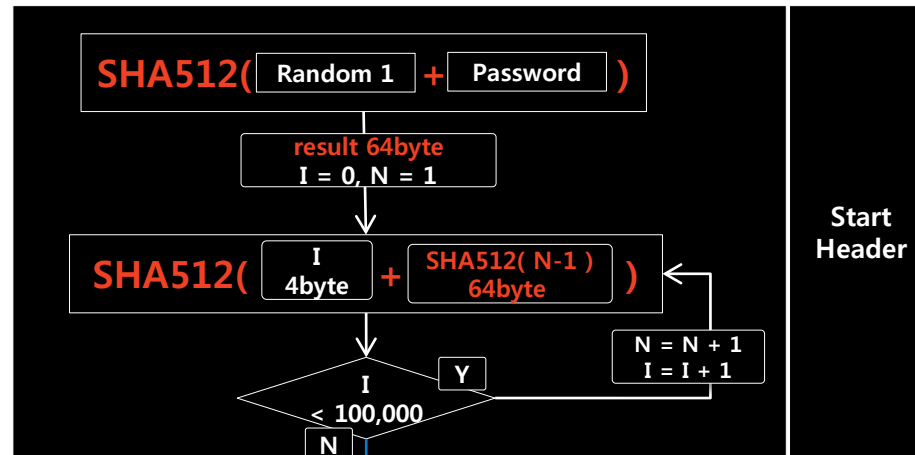 SHA512( Random 1 + Password )
result 64byte
I = 0, N = 1
SHA512( I 4byte + SHA512( N-1 ) 64byte )
N = N + 1
I = I + 1
I
< 100,000
Y
N
Start
Header